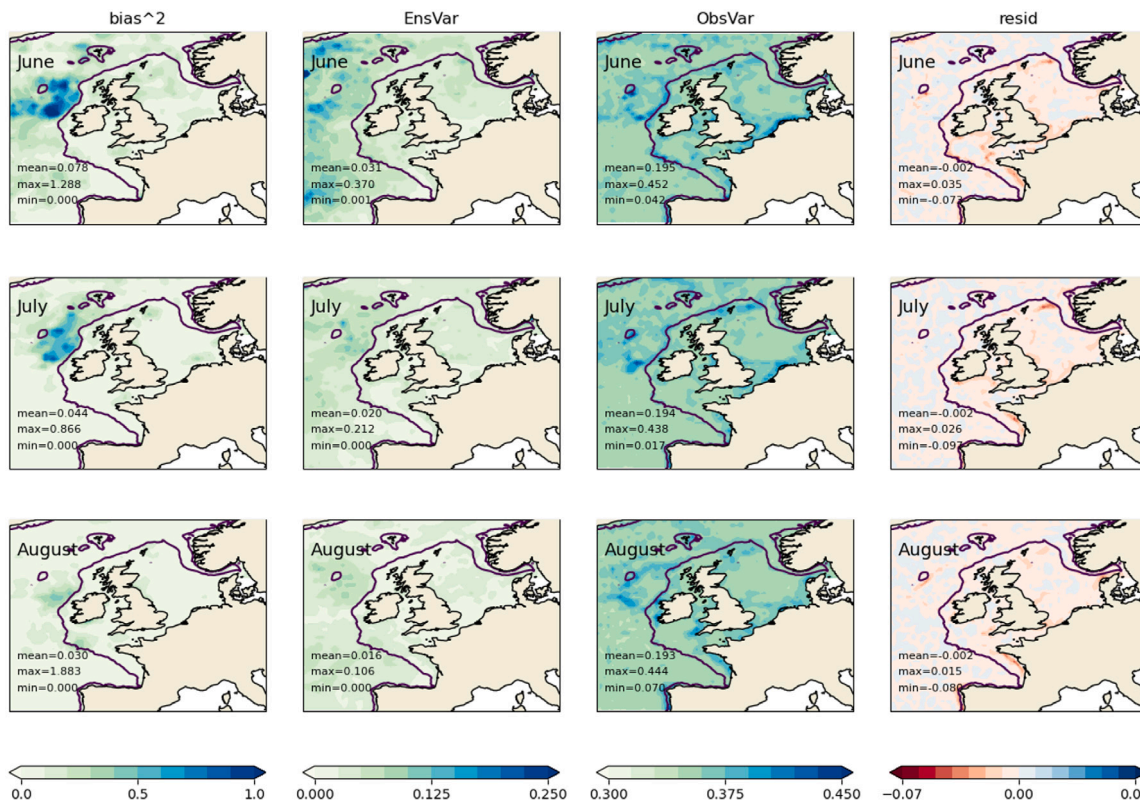 bias^2 EnsVar ObsVar resid
June June June June
mean=0.078 mean=0.031 mean=0.195 mean=-0.002
max=1.288 max=0.370 max=0.452 max=0.035
min=0.000 min=0.001 min=0.042
July July July July
mean=0.044 mean=0.020 mean=0.194 mean=-0.002
max=0.866 max=0.212 max=0.438 max=0.026
min=0.000 min=0.000 min=0.017 min=-0.097
August August August August
mean=0.030 mean=0.016 mean=0.193 mean=-0.002
max=1.883 max=0.106 max=0.444 max=0.015
min=0.000 min=0.000 min=0.070 min=-0.080
0.0 0.5 1.0 0.000 0.125 0.250 0.300 0.375 0.450 −0.07 0.00